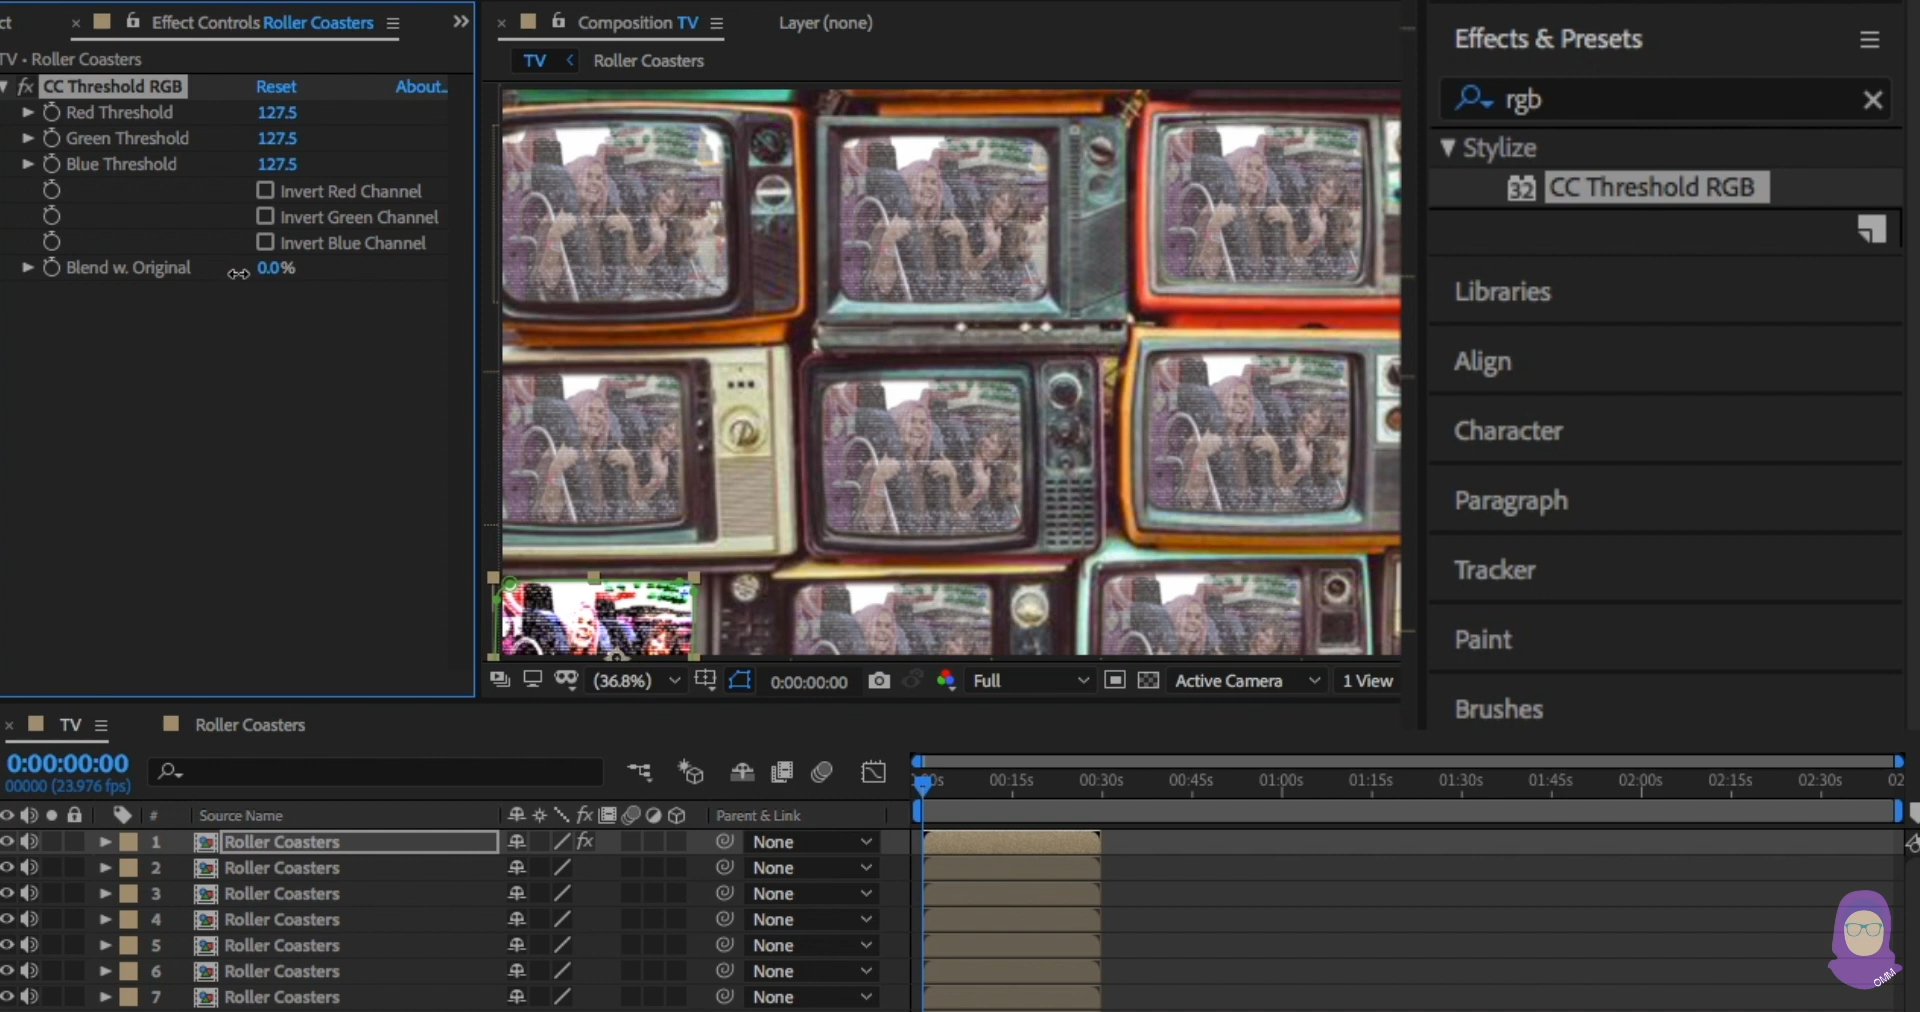 ct
× Effect Controls Roller Coasters
TV • Roller Coasters
fx CC Threshold RGB Reset About..
Red Threshold 127.5
Green Threshold 127.5
Blue Threshold 127.5
Invert Red Channel
Invert Green Channel
Invert Blue Channel
Blend w. Original 0.0%
× Composition TV
Layer (none)
TV < Roller Coasters
(36.8%) 0:00:00:00 Full Active Camera 1 View
Effects & Presets
rgb
Stylize
32 CC Threshold RGB
Libraries
Align
Character
Paragraph
Tracker
Paint
Brushes
× TV Roller Coasters
0:00:00:00
00000 (23.976 fps)
00s 00:15s 00:30s 00:45s 01:00s 01:15s 01:30s 01:45s 02:00s 02:15s 02:30s 02
# Source Name fx Parent & Link
1 Roller Coasters fx None
2 Roller Coasters None
3 Roller Coasters None
4 Roller Coasters None
5 Roller Coasters None
6 Roller Coasters None
7 Roller Coasters None
OMM